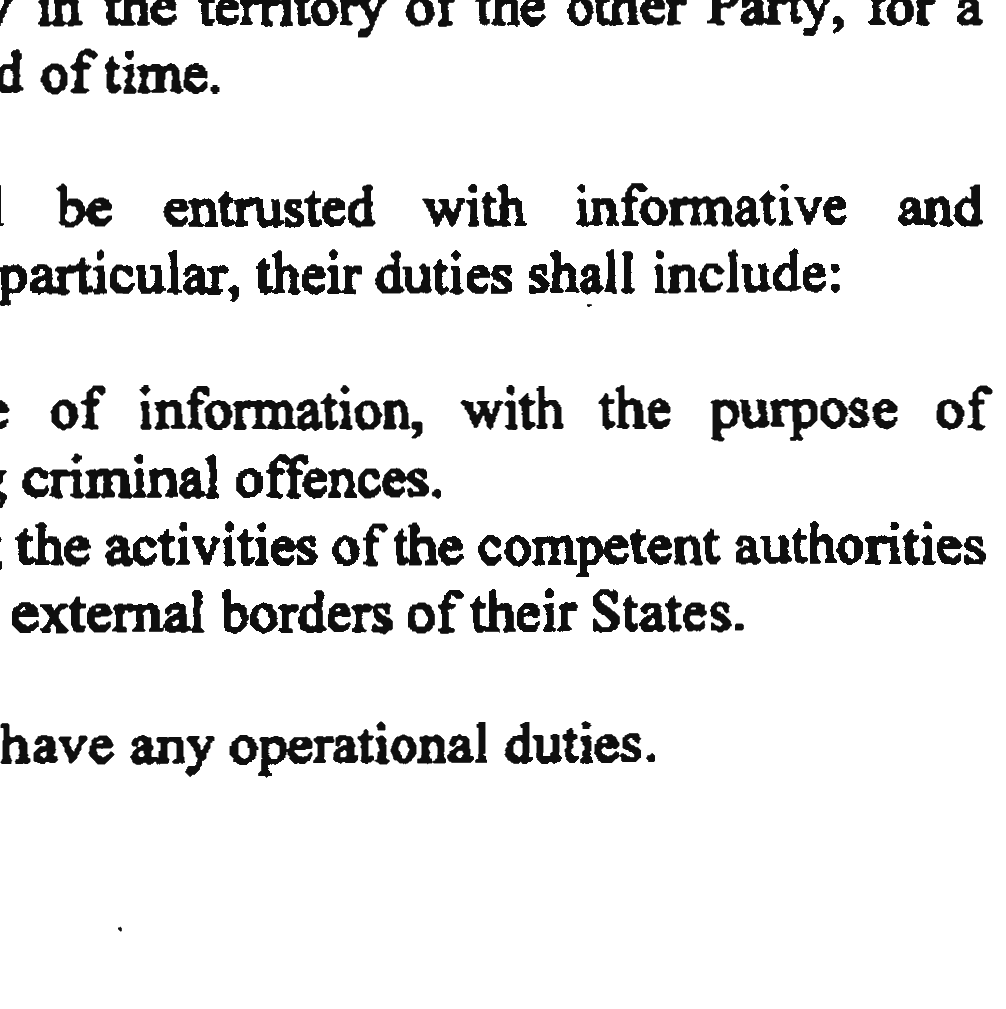 in the territory of the other Party, for a
of time.
be entrusted with informative and
particular, their duties shall include:
of information, with the purpose of
criminal offences.
the activities of the competent authorities
external borders of their States.
have any operational duties.